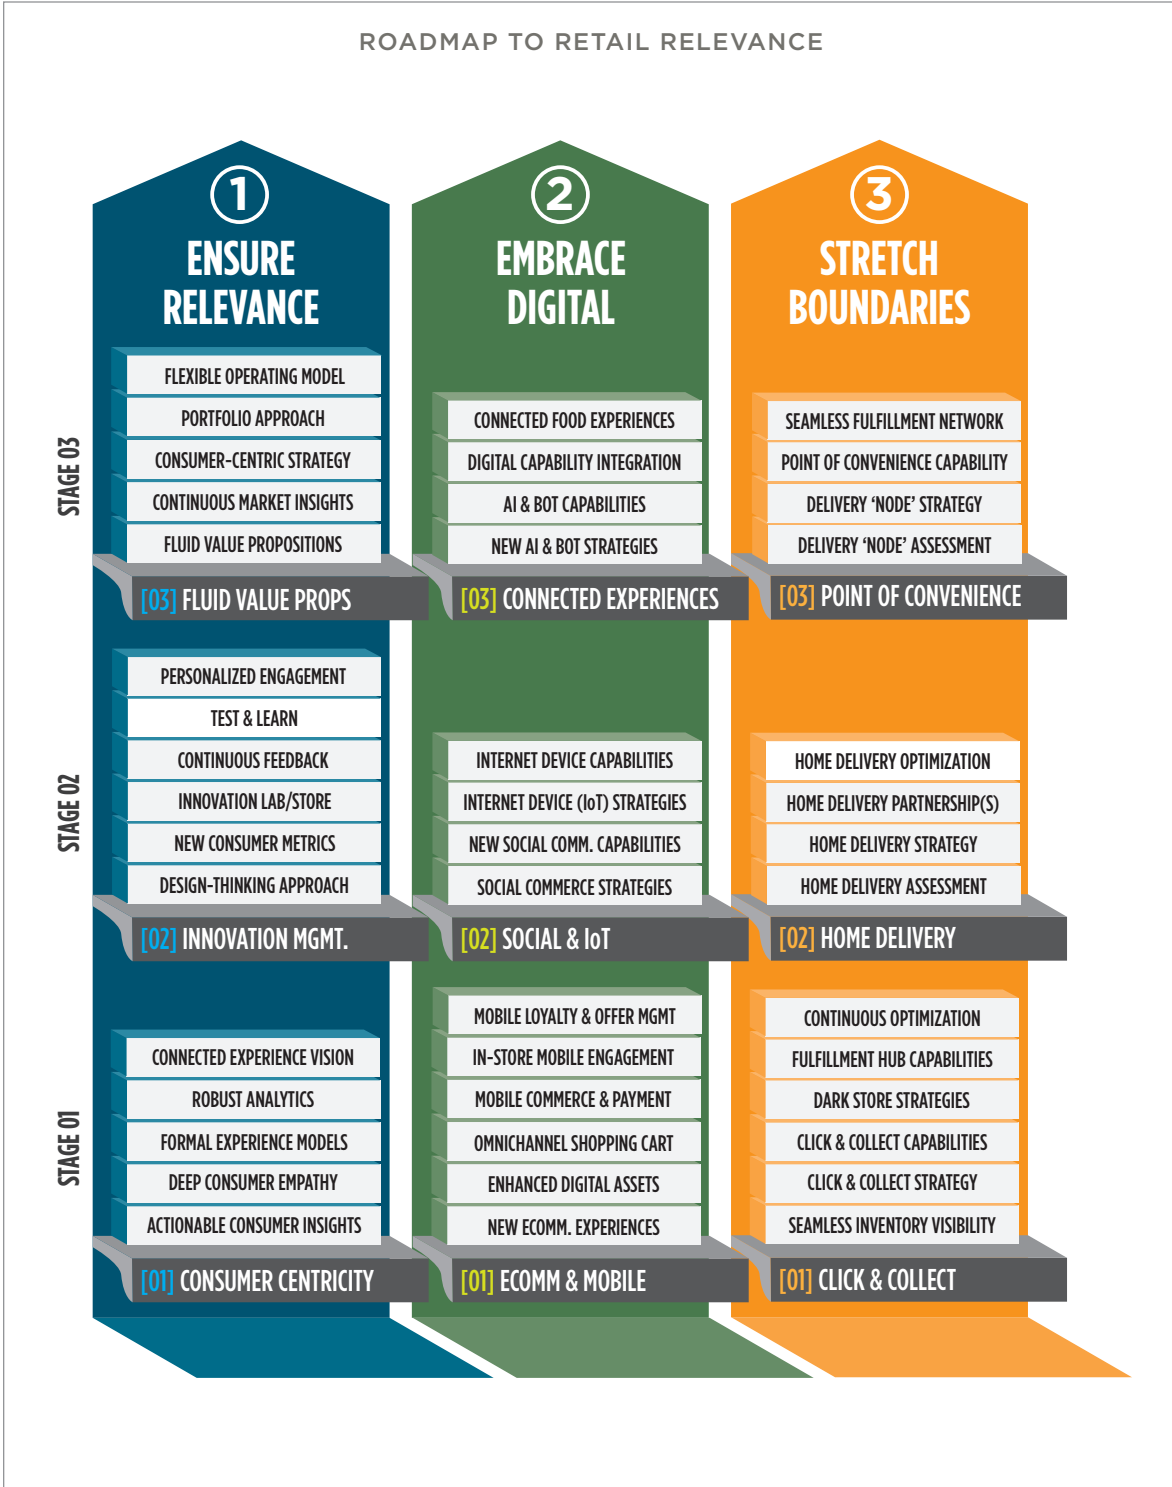 ROADMAP TO RETAIL RELEVANCE
1
ENSURE
RELEVANCE
2
EMBRACE
DIGITAL
3
STRETCH
BOUNDARIES
STAGE 03
FLEXIBLE OPERATING MODEL
PORTFOLIO APPROACH
CONSUMER-CENTRIC STRATEGY
CONTINUOUS MARKET INSIGHTS
FLUID VALUE PROPOSITIONS
[03] FLUID VALUE PROPS
CONNECTED FOOD EXPERIENCES
DIGITAL CAPABILITY INTEGRATION
AI & BOT CAPABILITIES
NEW AI & BOT STRATEGIES
[03] CONNECTED EXPERIENCES
SEAMLESS FULFILLMENT NETWORK
POINT OF CONVENIENCE CAPABILITY
DELIVERY ‘NODE’ STRATEGY
DELIVERY ‘NODE’ ASSESSMENT
[03] POINT OF CONVENIENCE
STAGE 02
PERSONALIZED ENGAGEMENT
TEST & LEARN
CONTINUOUS FEEDBACK
INNOVATION LAB/STORE
NEW CONSUMER METRICS
DESIGN-THINKING APPROACH
[02] INNOVATION MGMT.
INTERNET DEVICE CAPABILITIES
INTERNET DEVICE (IoT) STRATEGIES
NEW SOCIAL COMM. CAPABILITIES
SOCIAL COMMERCE STRATEGIES
[02] SOCIAL & IoT
HOME DELIVERY OPTIMIZATION
HOME DELIVERY PARTNERSHIP(S)
HOME DELIVERY STRATEGY
HOME DELIVERY ASSESSMENT
[02] HOME DELIVERY
STAGE 01
CONNECTED EXPERIENCE VISION
ROBUST ANALYTICS
FORMAL EXPERIENCE MODELS
DEEP CONSUMER EMPATHY
ACTIONABLE CONSUMER INSIGHTS
[01] CONSUMER CENTRICITY
MOBILE LOYALTY & OFFER MGMT
IN-STORE MOBILE ENGAGEMENT
MOBILE COMMERCE & PAYMENT
OMNICHANNEL SHOPPING CART
ENHANCED DIGITAL ASSETS
NEW ECOMM. EXPERIENCES
[01] ECOMM & MOBILE
CONTINUOUS OPTIMIZATION
FULFILLMENT HUB CAPABILITIES
DARK STORE STRATEGIES
CLICK & COLLECT CAPABILITIES
CLICK & COLLECT STRATEGY
SEAMLESS INVENTORY VISIBILITY
[01] CLICK & COLLECT